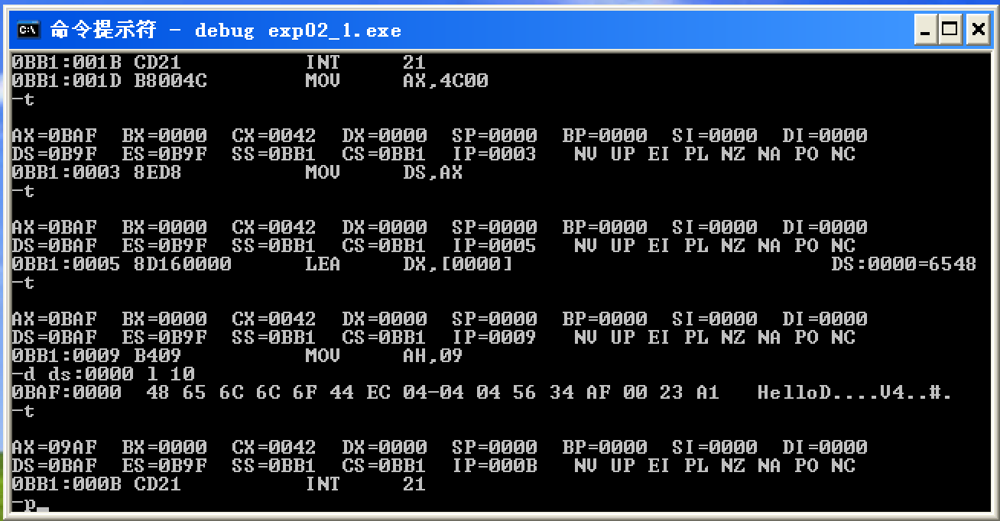 命令提示符 - debug exp02_1.exe
0BB1:001B CD21          INT     21
0BB1:001D B8004C        MOV     AX,4C00
-t
AX=0BAF  BX=0000  CX=0042  DX=0000  SP=0000  BP=0000  SI=0000  DI=0000
DS=0B9F  ES=0B9F  SS=0BB1  CS=0BB1  IP=0003   NV UP EI PL NZ NA PO NC
0BB1:0003 8ED8          MOV     DS,AX
-t
AX=0BAF  BX=0000  CX=0042  DX=0000  SP=0000  BP=0000  SI=0000  DI=0000
DS=0BAF  ES=0B9F  SS=0BB1  CS=0BB1  IP=0005   NV UP EI PL NZ NA PO NC
0BB1:0005 8D160000      LEA     DX,[0000]                          DS:0000=6548
-t
AX=0BAF  BX=0000  CX=0042  DX=0000  SP=0000  BP=0000  SI=0000  DI=0000
DS=0BAF  ES=0B9F  SS=0BB1  CS=0BB1  IP=0009   NV UP EI PL NZ NA PO NC
0BB1:0009 B409          MOV     AH,09
-d ds:0000 l 10
0BAF:0000  48 65 6C 6C 6F 44 EC 04-04 04 56 34 AF 00 23 A1   HelloD....V4..#.
-t
AX=09AF  BX=0000  CX=0042  DX=0000  SP=0000  BP=0000  SI=0000  DI=0000
DS=0BAF  ES=0B9F  SS=0BB1  CS=0BB1  IP=000B   NV UP EI PL NZ NA PO NC
0BB1:000B CD21          INT     21
-p_